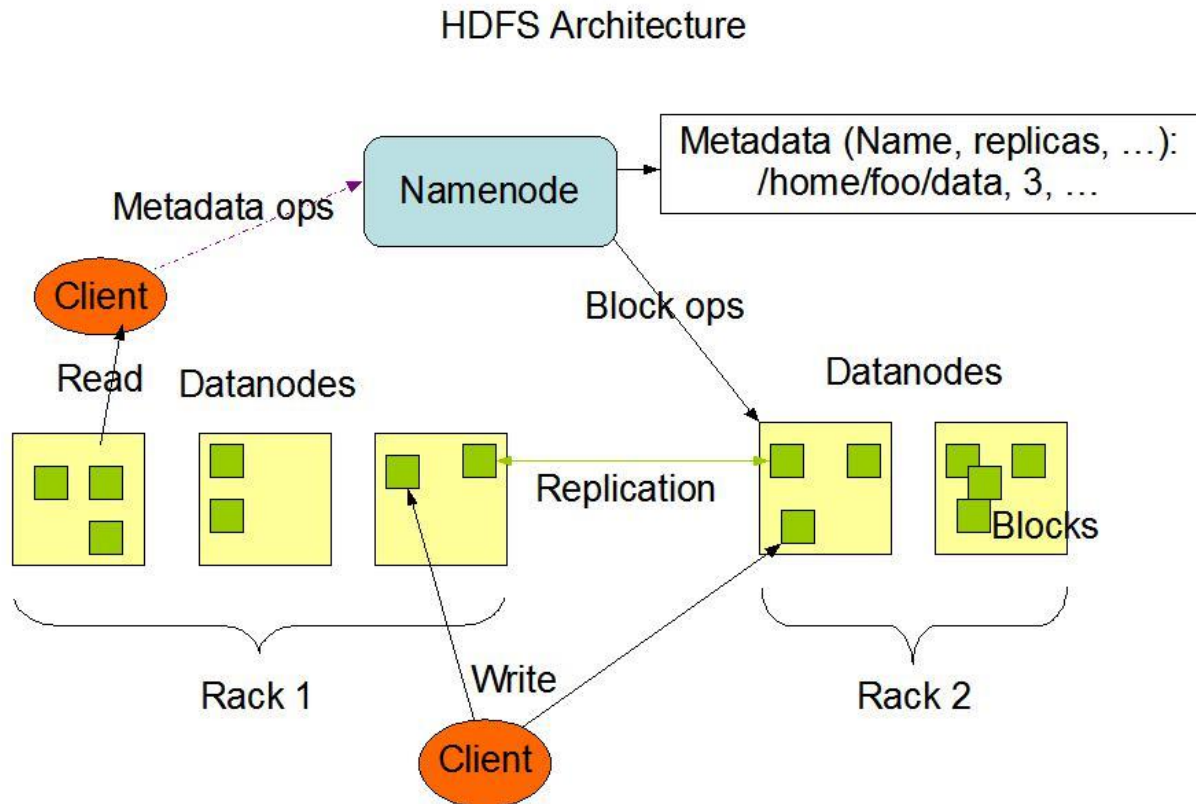 HDFS Architecture
Metadata (Name, replicas, …):
/home/foo/data, 3, …
Namenode
Metadata ops
Client
Block ops
Read
Datanodes
Datanodes
Replication
Blocks
Rack 1
Write
Rack 2
Client